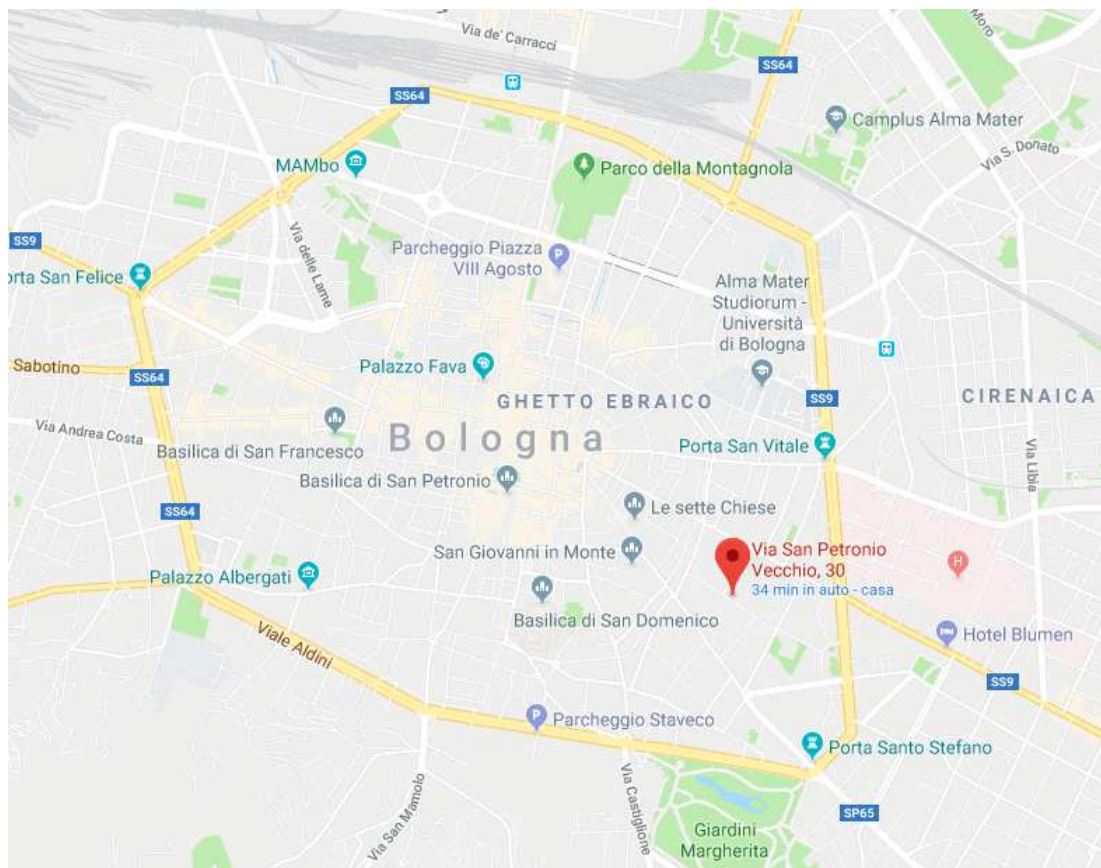 Via de' Carracci
Moro
SS64
SS64
Camplus Alma Mater
Via S. Donato
MAMbo
Parco della Montagnola
Via delle Lame
SS9
Parcheggio Piazza
VIII Agosto
orta San Felice
Alma Mater
Studiorum -
Università
di Bologna
Sabotino
SS64
Palazzo Fava
GHETTO EBRAICO
SS9
CIRENAICA
Via Andrea Costa
Basilica di San Francesco
Bologna
Porta San Vitale
Via Libia
Basilica di San Petronio
Le sette Chiese
SS64
San Giovanni in Monte
Via San Petronio
Vecchio, 30
34 min in auto - casa
H
Palazzo Albergati
Basilica di San Domenico
Viale Aldini
Hotel Blumen
SS9
P
Parcheggio Staveco
Porta Santo Stefano
Via San Mamolo
Via Castiglione
SP65
Giardini
Margherita